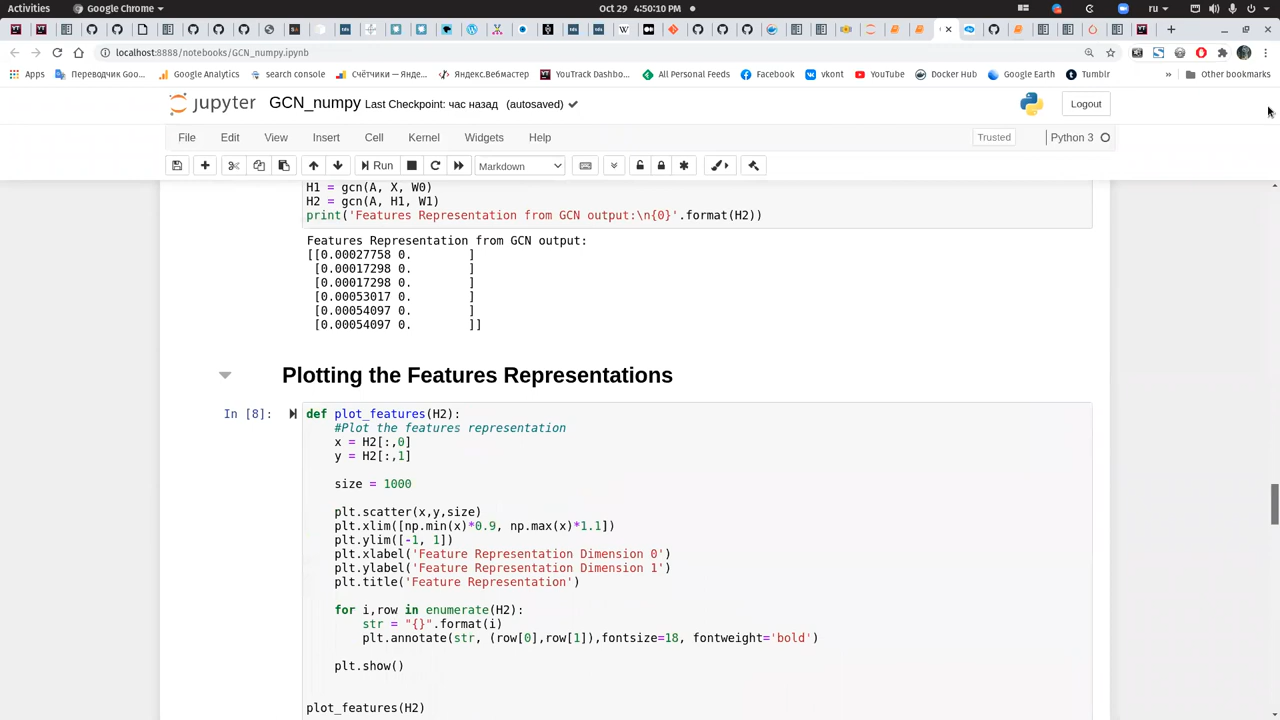 Activities
Google Chrome
Oct 29 4:50:10 PM
ru
localhost:8888/notebooks/GCN_numpy.ipynb
Apps
Переводчик Goo...
Google Analytics
search console
Счётчики — Яндe...
Яндекс.Вебмастер
YouTrack Dashbo...
All Personal Feeds
Facebook
vkont
YouTube
Docker Hub
Google Earth
Tumblr
»
Other bookmarks
jupyter
GCN_numpy Last Checkpoint: час назад (autosaved)
Logout
File
Edit
View
Insert
Cell
Kernel
Widgets
Help
Trusted
Python 3
Run
Markdown
H1 = gcn(A, X, W0)
H2 = gcn(A, H1, W1)
print('Features Representation from GCN output:\n{0}'.format(H2))
Features Representation from GCN output:
[[0.00027758 0.        ]
[0.00017298 0.        ]
[0.00017298 0.        ]
[0.00053017 0.        ]
[0.00054097 0.        ]
[0.00054097 0.        ]]
Plotting the Features Representations
In [8]:
def plot_features(H2):
#Plot the features representation
x = H2[:,0]
y = H2[:,1]
size = 1000
plt.scatter(x,y,size)
plt.xlim([np.min(x)*0.9, np.max(x)*1.1])
plt.ylim([-1, 1])
plt.xlabel('Feature Representation Dimension 0')
plt.ylabel('Feature Representation Dimension 1')
plt.title('Feature Representation')
for i,row in enumerate(H2):
str = "{}".format(i)
plt.annotate(str, (row[0],row[1]),fontsize=18, fontweight='bold')
plt.show()
plot_features(H2)